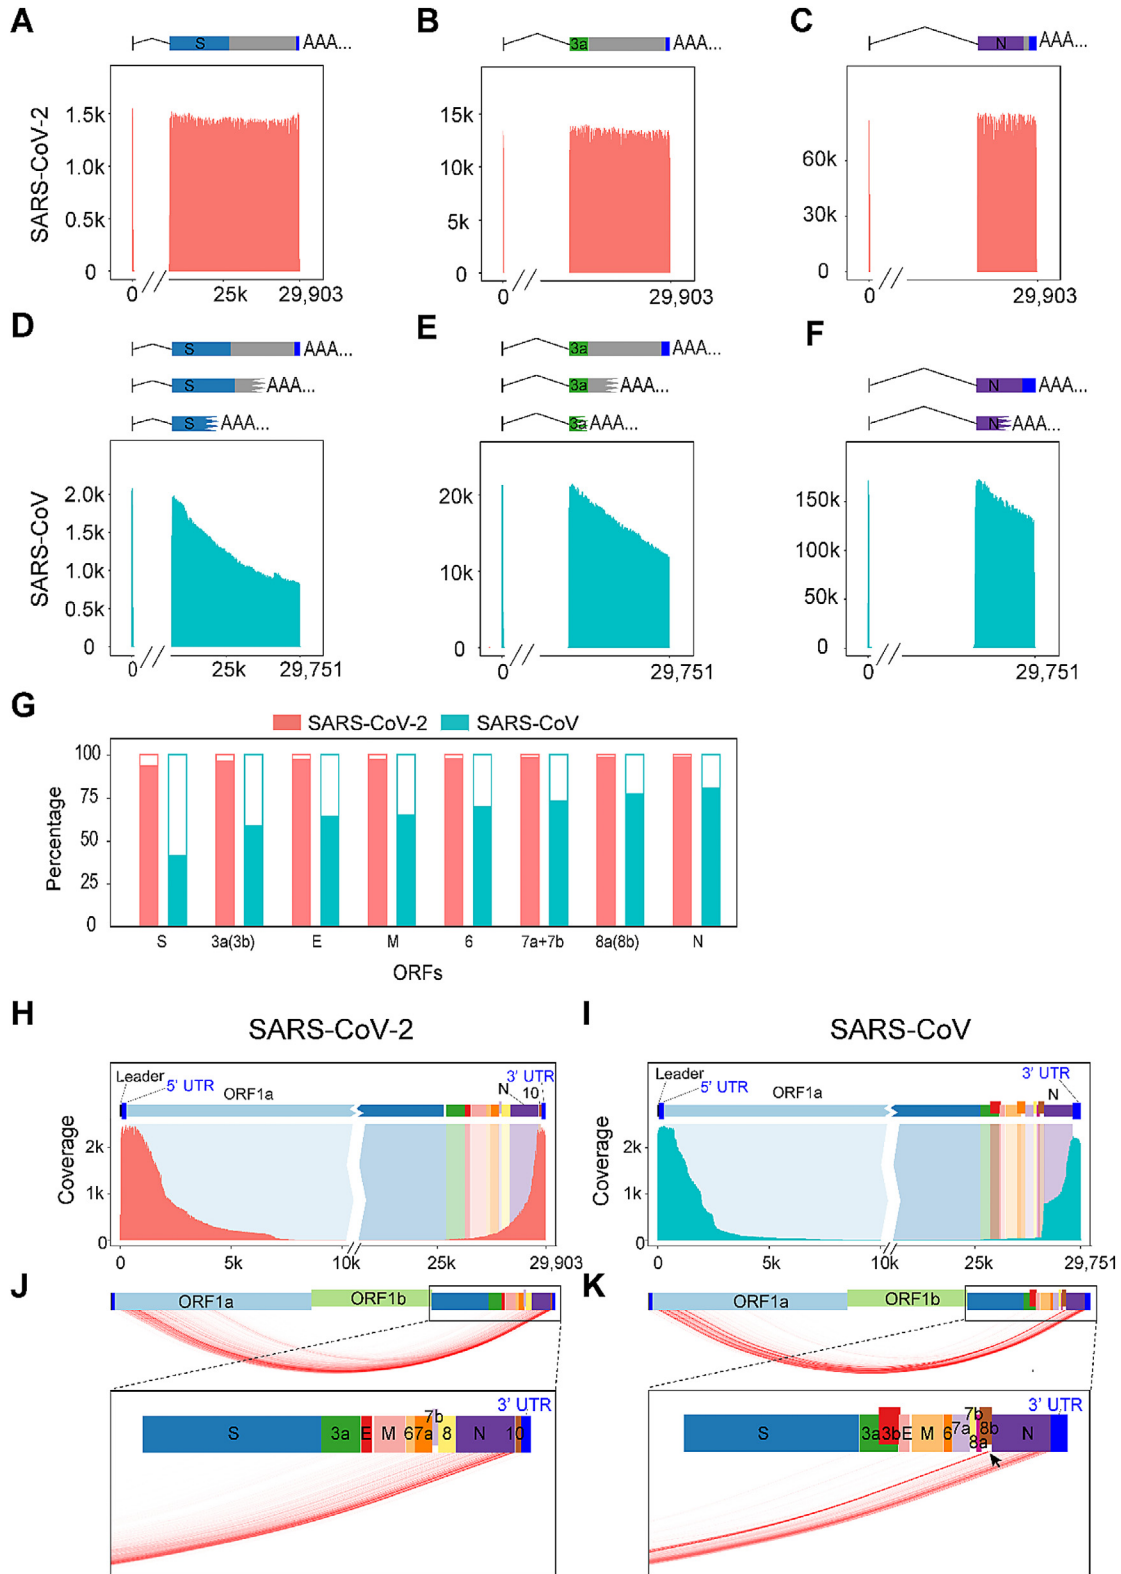 A
B
C
S AAA...
3a AAA...
N AAA...
SARS-CoV-2
1.5k
1.0k
0.5k
0
0 25k 29,903
15k
10k
5k
0
0 29,903
60k
30k
0
0 29,903
D
E
F
S AAA...
S AAA...
S AAA...
3a AAA...
3a AAA...
3a AAA...
N AAA...
N AAA...
SARS-CoV
2.0k
1.5k
1.0k
0.5k
0
0 25k 29,751
20k
10k
0
0 29,751
150k
100k
50k
0
0 29,751
G
SARS-CoV-2 SARS-CoV
Percentage
100
75
50
25
0
S 3a(3b) E M 6 7a+7b 8a(8b) N
ORFs
H
SARS-CoV-2
Leader
5' UTR
ORF1a
N
10
3' UTR
Coverage
2k
1k
0
0 5k 10k 25k 29,903
I
SARS-CoV
Leader
5' UTR
ORF1a
N
3' UTR
Coverage
2k
1k
0
0 5k 10k 25k 29,751
J
ORF1a ORF1b
7b 3' UTR
S 3a E M 6 7a 8 N 10
K
ORF1a ORF1b
7b 3' UTR
S 3a 3b E M 6 7a 8a 8b N